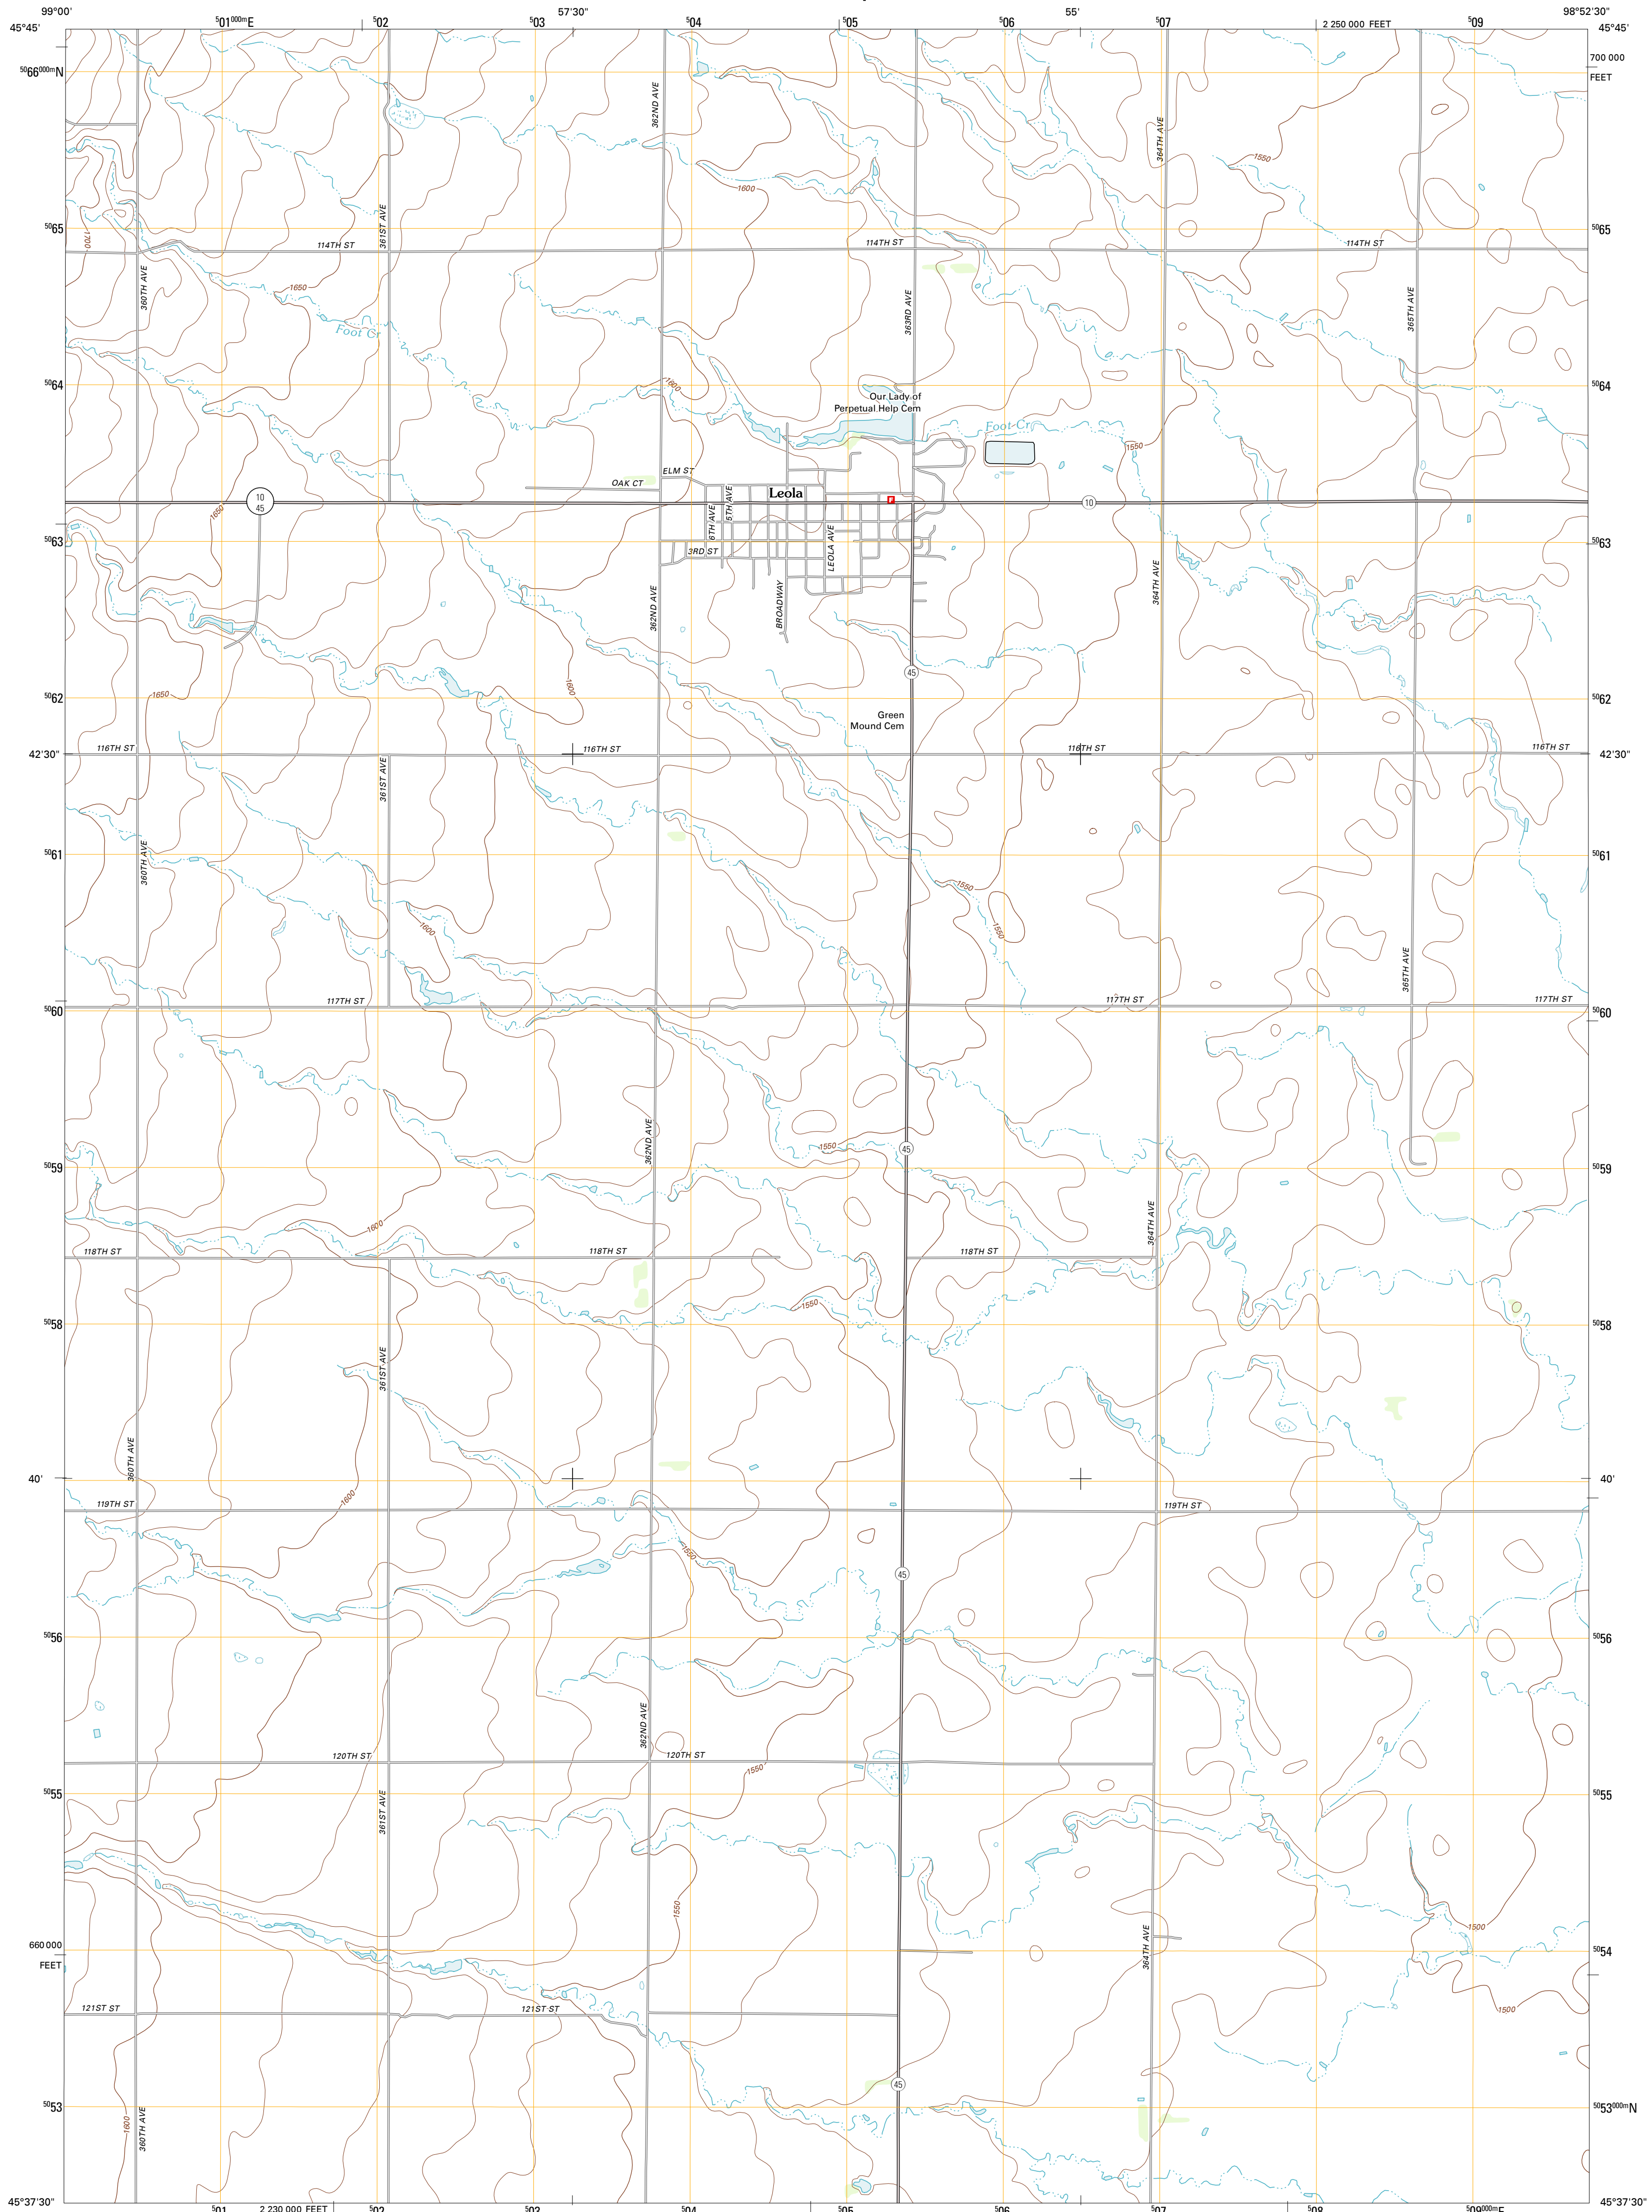 99°00' 501000mE 502 57'30" 503 504 505 506 55' 507 2 250 000 FEET 509 98°52'30"
45°45' 45°45'
5066000mN 700 000
FEET
362ND AVE
364TH AVE
1550
1600
5065 361ST AVE 5065
1700
114TH ST 114TH ST 114TH ST
360TH AVE 1650 363RD AVE 365TH AVE
Foot Cr
5064 1600 5064
Our Lady of
Perpetual Help Cem
Foot Cr
1550
ELM ST
OAK CT
Leola
5TH AVE
10
45
10
1650
6TH AVE
5063 LEOLA AVE 5063
3RD ST
364TH AVE
362ND AVE BROADWAY
45
1650 1600
5062 5062
Green
Mound Cem
42'30" 116TH ST 116TH ST 116TH ST 116TH ST 42'30"
361ST AVE
5061 360TH AVE 5061
1550
1600 1550
365TH AVE
117TH ST 117TH ST 117TH ST
5060 5060
362ND AVE 1550 45
5059 5059
1600 364TH AVE
118TH ST 118TH ST 118TH ST
1550
5058 5058
361ST AVE
360TH AVE
40' 40'
1600
119TH ST 119TH ST
1550
45
5056 5056
362ND AVE
120TH ST 120TH ST
1550
5055 361ST AVE 5055
1550
1500
660 000
FEET 364TH AVE 5054
121ST ST 121ST ST 1500
45
1600 360TH AVE
5053 5053000mN
45°37'30" 501 2 230 000 FEET 502 503 504 505 506 507 508 509000mE 45°37'30"